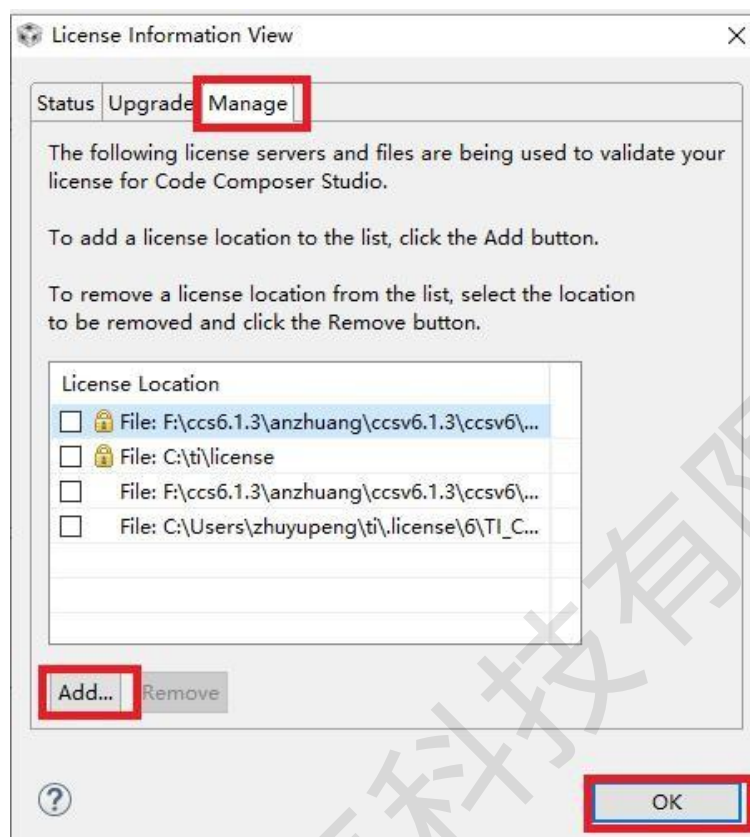 License Information View
Status Upgrade Manage
The following license servers and files are being used to validate your
license for Code Composer Studio.
To add a license location to the list, click the Add button.
To remove a license location from the list, select the location
to be removed and click the Remove button.
License Location
File: F:\ccs6.1.3\anzhuang\ccsv6.1.3\ccsv6\...
File: C:\ti\license
File: F:\ccs6.1.3\anzhuang\ccsv6.1.3\ccsv6\...
File: C:\Users\zhuyupeng\ti\.license\6\TI_C...
Add... Remove
OK
科技有